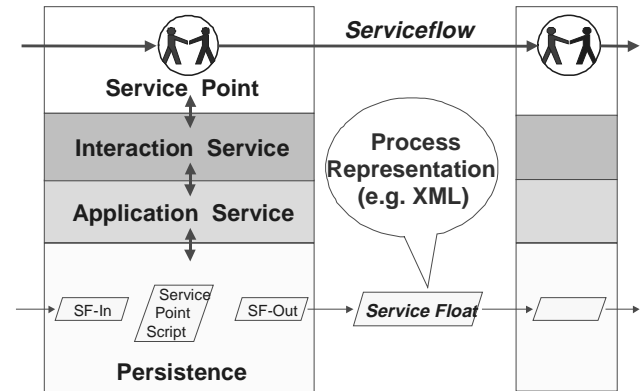 Serviceflow
Service Point
Interaction Service
Application Service
Process
Representation
(e.g. XML)
SF-In
Service
Point
Script
SF-Out
Service Float
Persistence